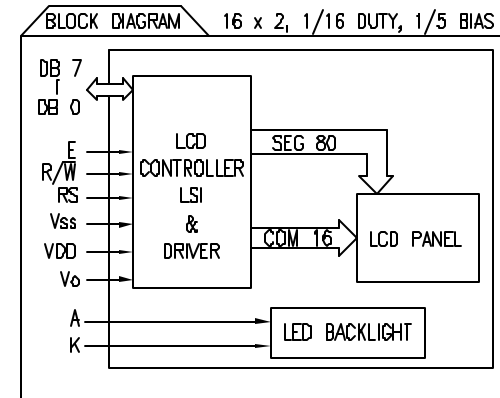 BLOCK DIAGRAM 16 x 2, 1/16 DUTY, 1/5 BIAS
DB 7
DB 0
E
R/W
RS
Vss
VDD
Vo
A
K
LCD
CONTROLLER
LSI
&
DRIVER
SEG 80
COM 16
LCD PANEL
LED BACKLIGHT